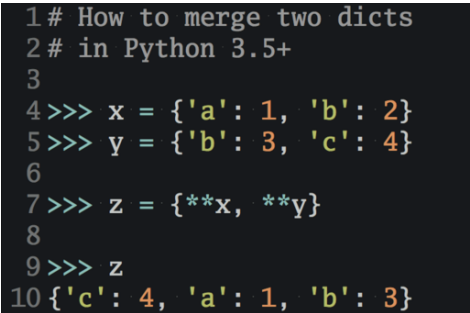 1 # How to merge two dicts
2 # in Python 3.5+
3
4 >>> x = {'a': 1, 'b': 2}
5 >>> y = {'b': 3, 'c': 4}
6
7 >>> z = {**x, **y}
8
9 >>> z
10 {'c': 4, 'a': 1, 'b': 3}